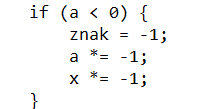 if (a < 0) {
    znak = -1;
    a *= -1;
    x *= -1;
}